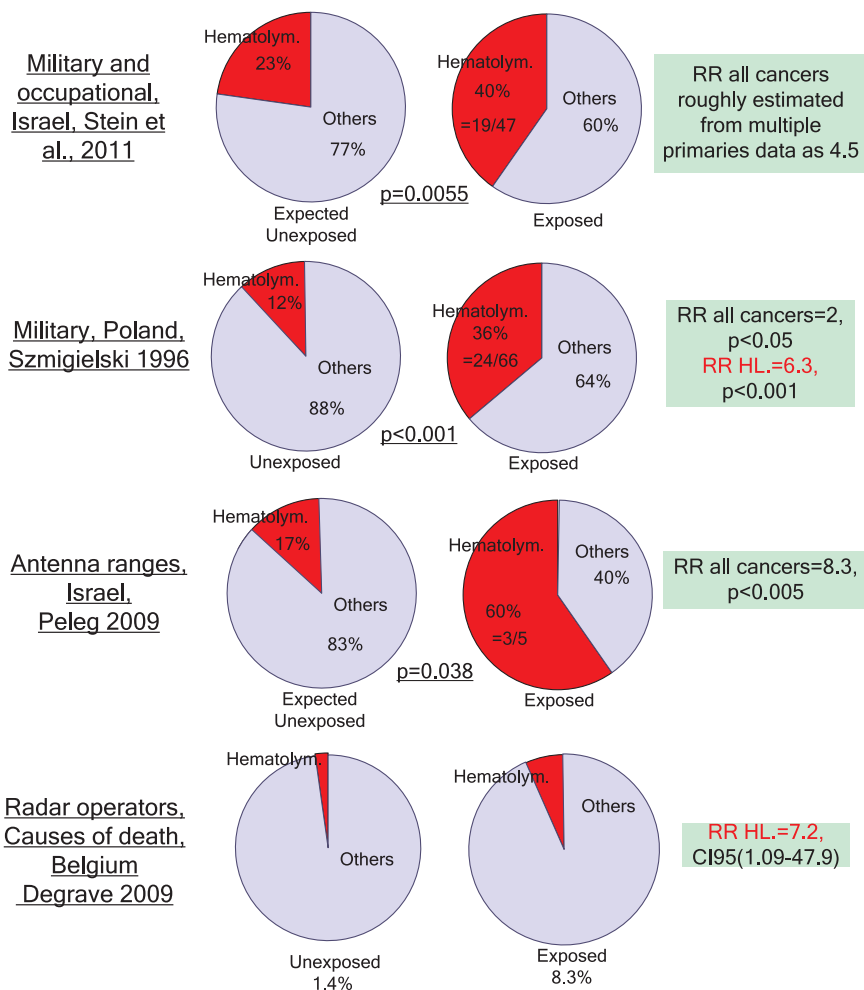 Military and
occupational,
Israel, Stein et
al., 2011
Hematolym.
23%
Others
77%
Expected
Unexposed
p=0.0055
Hematolym.
40%
=19/47
Others
60%
Exposed
RR all cancers
roughly estimated
from multiple
primaries data as 4.5
Military, Poland,
Szmigielski 1996
Hematolym.
12%
Others
88%
Unexposed
p<0.001
Hematolym.
36%
=24/66
Others
64%
Exposed
RR all cancers=2,
p<0.05
RR HL.=6.3,
p<0.001
Antenna ranges,
Israel,
Peleg 2009
Hematolym.
17%
Others
83%
Expected
Unexposed
p=0.038
Hematolym.
60%
=3/5
Others
40%
Exposed
RR all cancers=8.3,
p<0.005
Radar operators,
Causes of death,
Belgium
Degrave 2009
Hematolym.
Others
Unexposed
1.4%
Hematolym.
Others
Exposed
8.3%
RR HL.=7.2,
CI95(1.09-47.9)